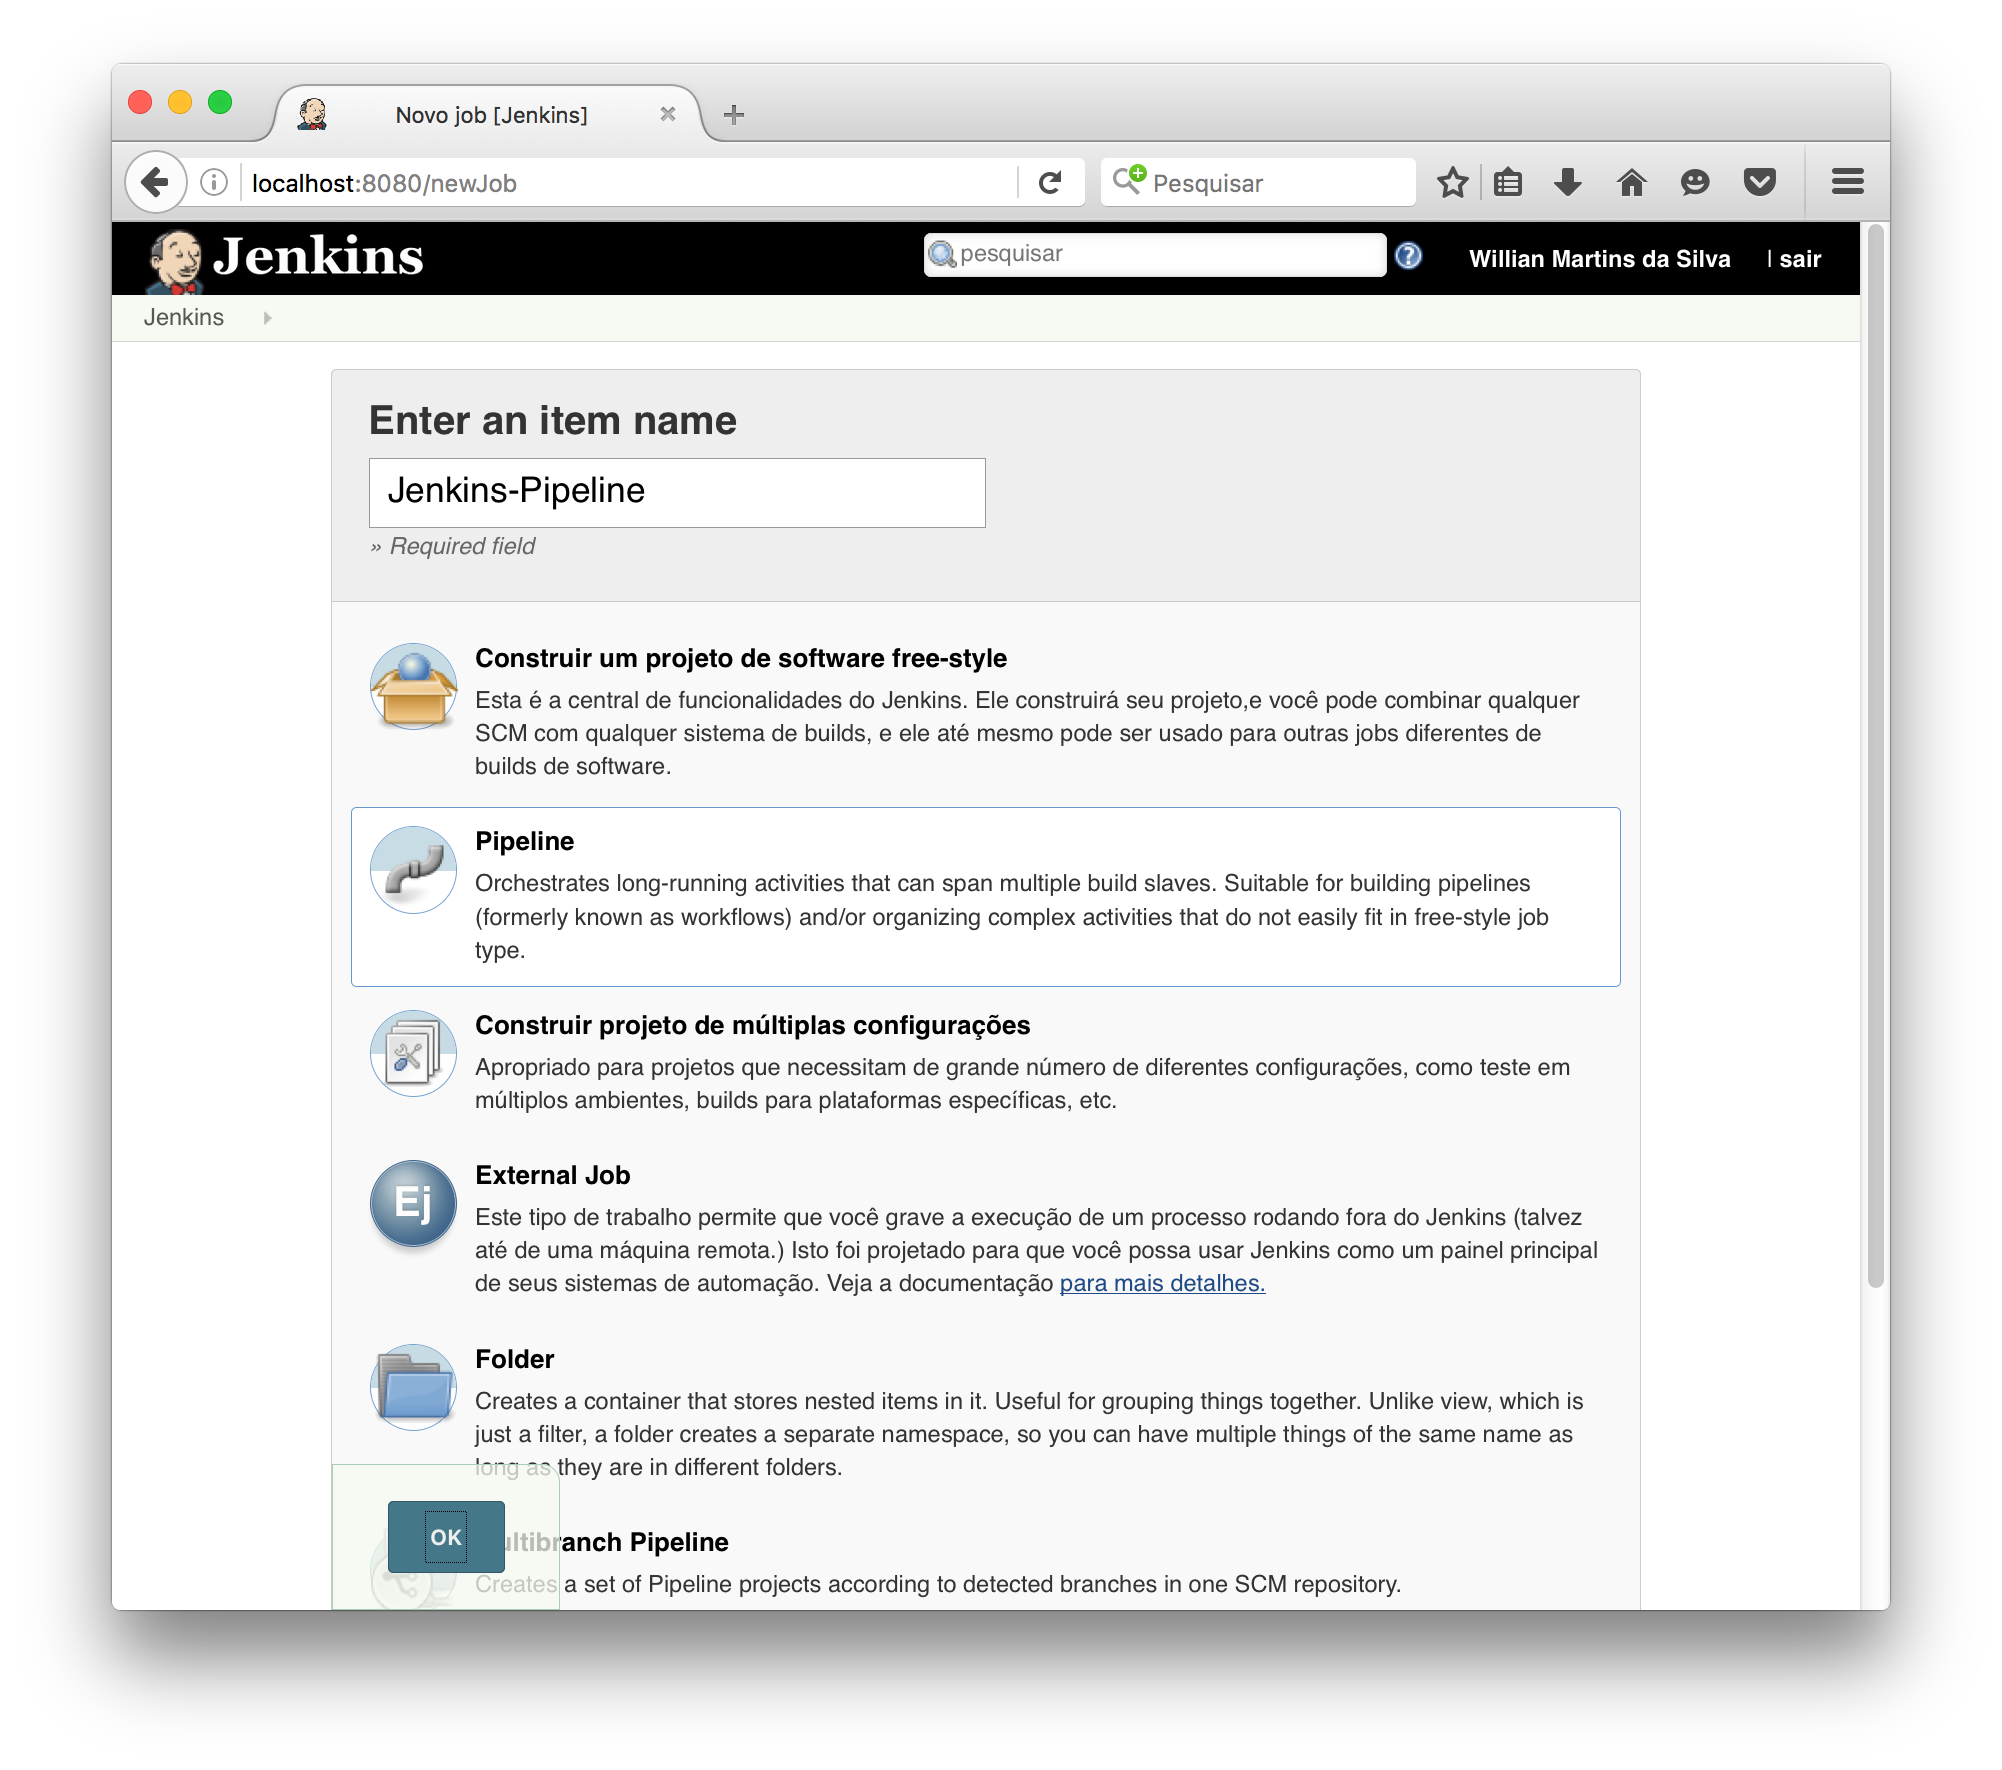 Novo job [Jenkins]
localhost:8080/newJob
Pesquisar
Jenkins
pesquisar
Willian Martins da Silva
| sair
Jenkins
Enter an item name
Jenkins-Pipeline
» Required field
Construir um projeto de software free-style
Esta é a central de funcionalidades do Jenkins. Ele construirá seu projeto,e você pode combinar qualquer
SCM com qualquer sistema de builds, e ele até mesmo pode ser usado para outras jobs diferentes de
builds de software.
Pipeline
Orchestrates long-running activities that can span multiple build slaves. Suitable for building pipelines
(formerly known as workflows) and/or organizing complex activities that do not easily fit in free-style job
type.
Construir projeto de múltiplas configurações
Apropriado para projetos que necessitam de grande número de diferentes configurações, como teste em
múltiplos ambientes, builds para plataformas específicas, etc.
Ej
External Job
Este tipo de trabalho permite que você grave a execução de um processo rodando fora do Jenkins (talvez
até de uma máquina remota.) Isto foi projetado para que você possa usar Jenkins como um painel principal
de seus sistemas de automação. Veja a documentação para mais detalhes.
Folder
Creates a container that stores nested items in it. Useful for grouping things together. Unlike view, which is
just a filter, a folder creates a separate namespace, so you can have multiple things of the same name as
long as they are in different folders.
OK
ultibranch Pipeline
Creates a set of Pipeline projects according to detected branches in one SCM repository.